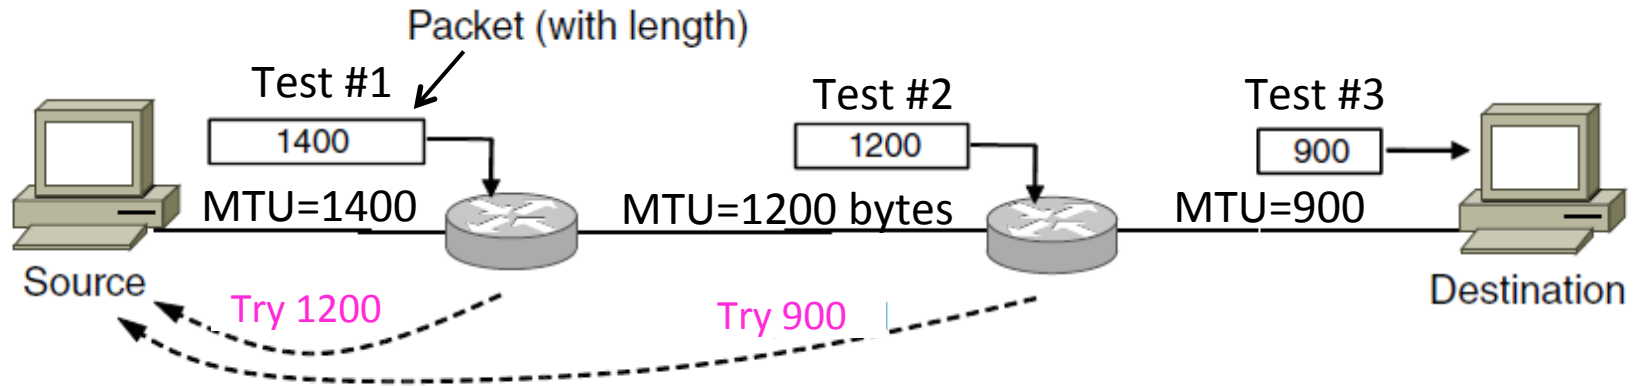 Packet (with length)
Test #1
Test #2
Test #3
1400
1200
900
MTU=1400
MTU=1200 bytes
MTU=900
Source
Try 1200
Try 900
Destination